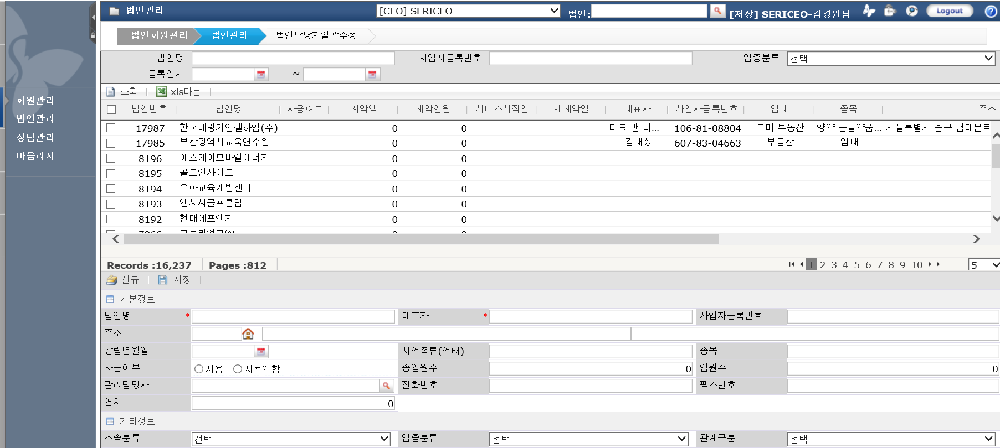 법인관리 [CEO] SERICEO 법인: [저장] SERICEO-김경원님 Logout
법인회원관리 법인관리 법인담당자일괄수정
법인명 사업자등록번호 업종분류 선택
등록일자 ~
조회 xls다운
법인번호 법인명 사용여부 계약액 계약인원 서비스시작일 재계약일 대표자 사업자등록번호 업태 종목 주소
17987 한국베링거인겔하임(주) 0 0 더크 밴 니... 106-81-08804 도매 부동산 양약 동물약품... 서울특별시 중구 남대문로
17985 부산광역시교육연수원 0 0 김대성 607-83-04663 부동산 임대
8196 에스케이모바일에너지 0 0
8195 골드인사이드 0 0
8194 유아교육개발센터 0 0
8193 엔씨씨골프클럽 0 0
8192 현대에프앤지 0 0
회원관리
법인관리
상담관리
마음리지
Records :16,237 Pages :812 1 2 3 4 5 6 7 8 9 10 5
신규 저장
기본정보
법인명 * 대표자 * 사업자등록번호
주소
창립년월일 사업종류(업태) 종목
사용여부 사용 사용안함 종업원수 0 임원수 0
관리담당자 전화번호 팩스번호
연차 0
기타정보
소속분류 선택 업종분류 선택 관계구분 선택